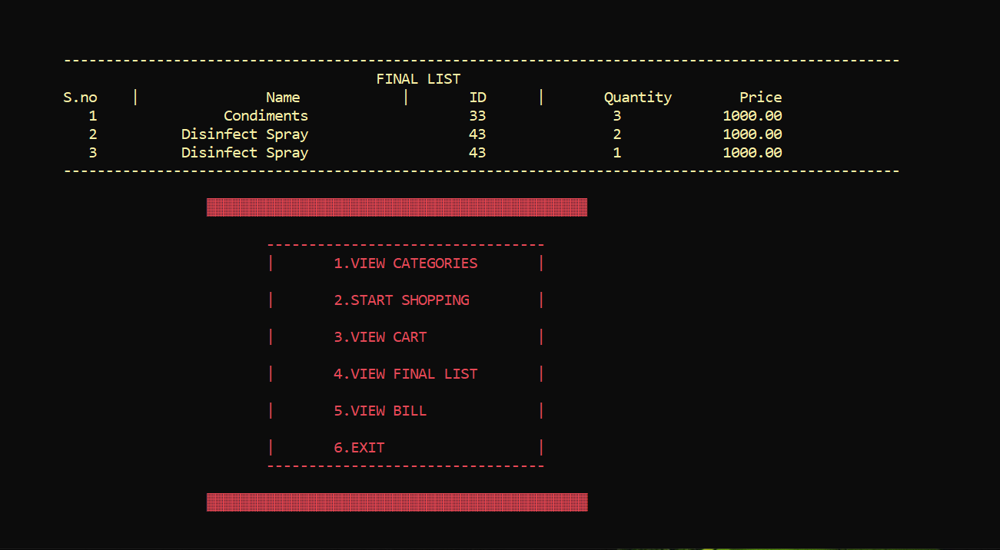 ---------------------------------------------------------------------------------------------------
FINAL LIST
S.no | Name | ID | Quantity Price
1 Condiments 33 3 1000.00
2 Disinfect Spray 43 2 1000.00
3 Disinfect Spray 43 1 1000.00
---------------------------------------------------------------------------------------------------
---------------------------------
| 1.VIEW CATEGORIES |
| 2.START SHOPPING |
| 3.VIEW CART |
| 4.VIEW FINAL LIST |
| 5.VIEW BILL |
| 6.EXIT |
---------------------------------